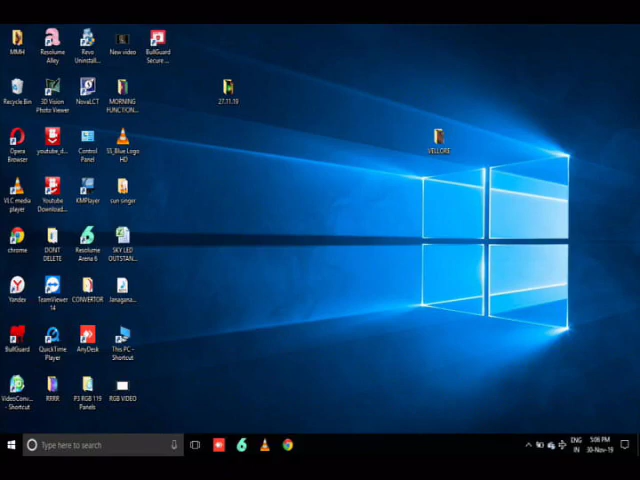 MMH
Resolume
Alley
Revo
Uninstall...
New video
BullGuard
Secure ...
Recycle Bin
3D Vision
Photo Viewer
NovaLCT
MORNING
FUNCTION...
27.11.19
Opera
Browser
youtube_d...
Control
Panel
SS_Blue Logo
HD
VELLORE
VLC media
player
Youtube
Download...
KMPlayer
cun singer
chrome
DONT
DELETE
Resolume
Arena 6
SKY LED
OUTSTAN...
Yandex
TeamViewer
14
CONVERTOR
Janagana...
BullGuard
QuickTime
Player
AnyDesk
This PC -
Shortcut
VideoConv...
- Shortcut
RRRR
P3 RGB 119
Panels
RGB VIDEO
Type here to search
ENG
IN
5:06 PM
30-Nov-19